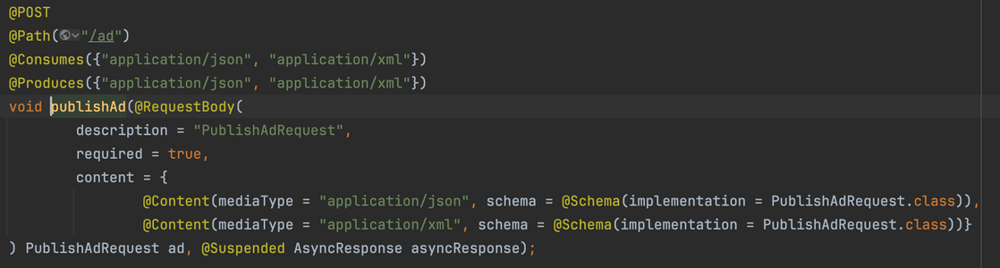 @POST
@Path("/ad")
@Consumes({"application/json", "application/xml"})
@Produces({"application/json", "application/xml"})
void publishAd(@RequestBody(
description = "PublishAdRequest",
required = true,
content = {
@Content(mediaType = "application/json", schema = @Schema(implementation = PublishAdRequest.class)),
@Content(mediaType = "application/xml", schema = @Schema(implementation = PublishAdRequest.class))}
) PublishAdRequest ad, @Suspended AsyncResponse asyncResponse);